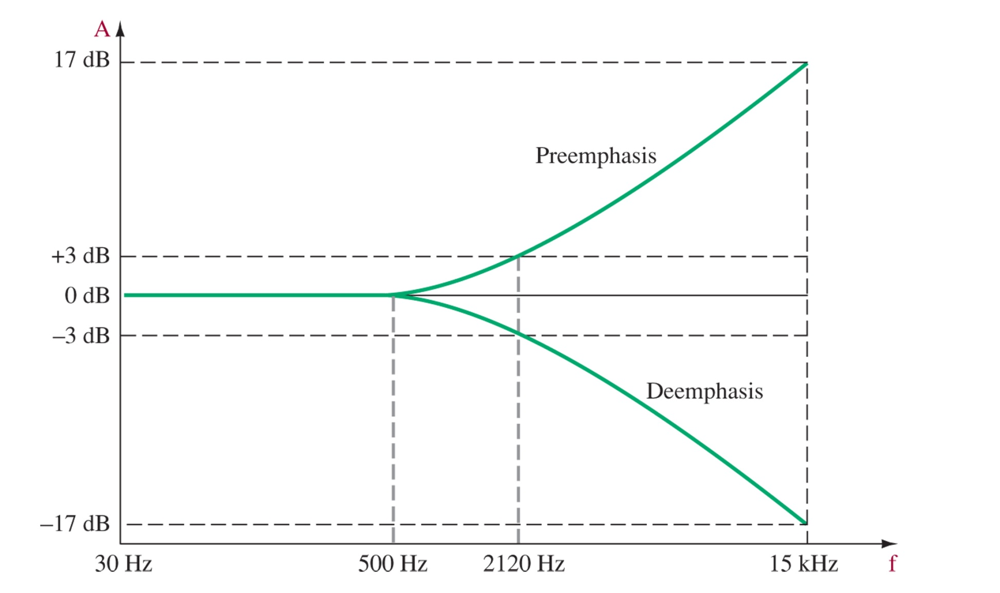 A
17 dB
Preemphasis
+3 dB
0 dB
–3 dB
Deemphasis
–17 dB
30 Hz 500 Hz 2120 Hz 15 kHz f